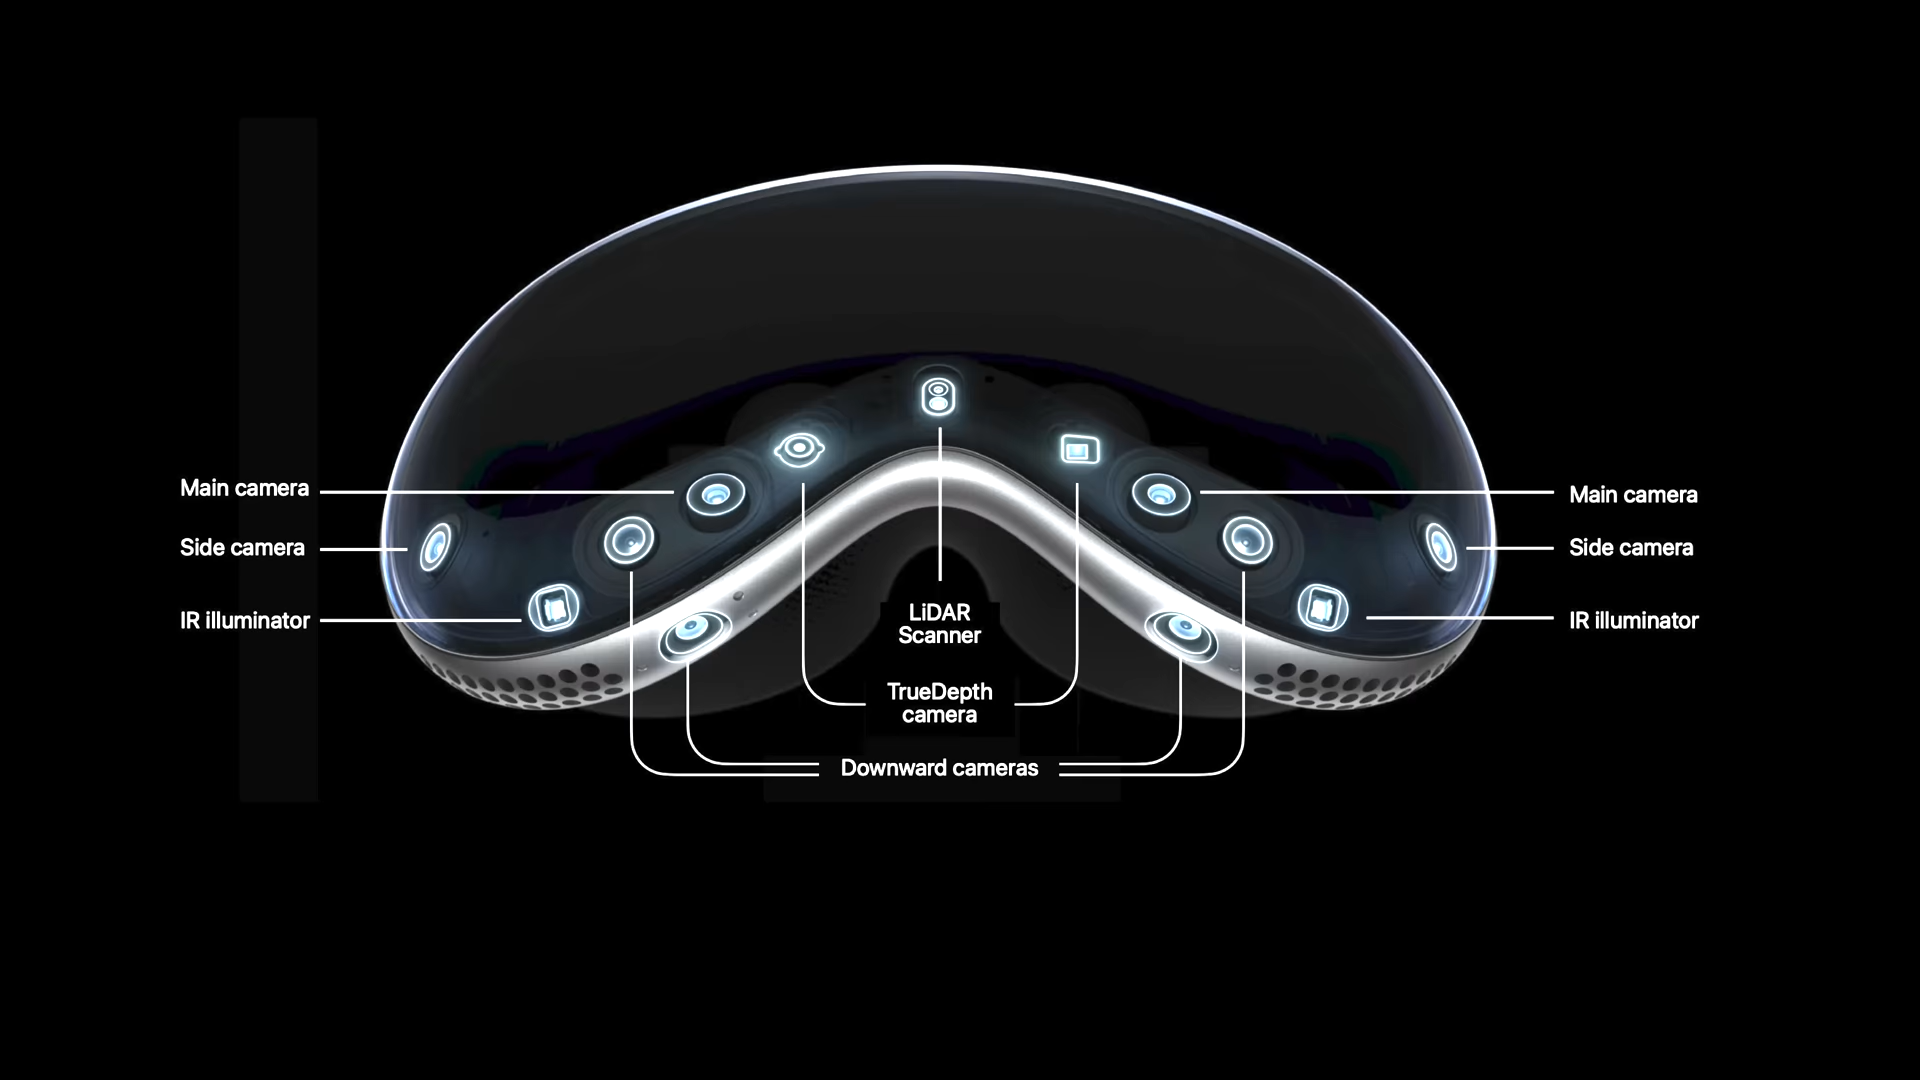 Main camera
Side camera
IR illuminator
LiDAR
Scanner
TrueDepth
camera
Downward cameras
Main camera
Side camera
IR illuminator